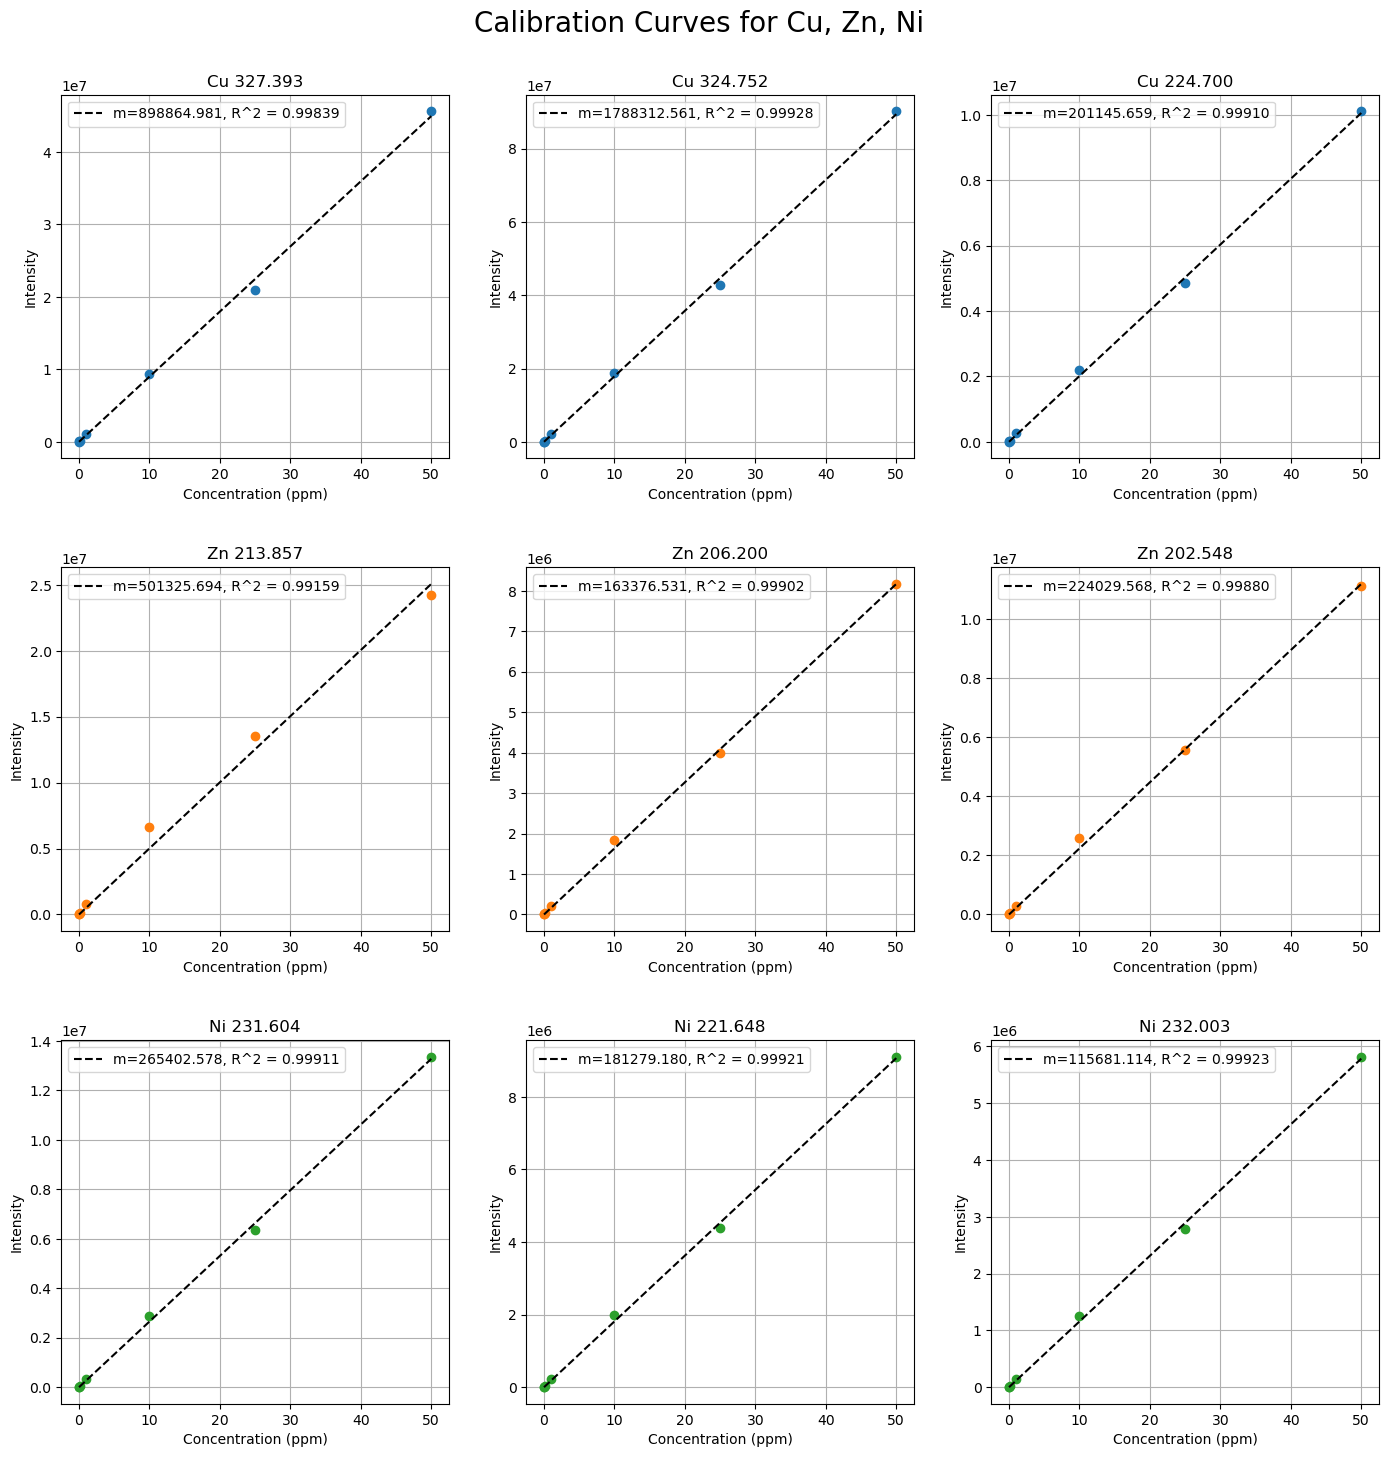 Calibration Curves for Cu, Zn, Ni
Cu 327.393
1e7
m=898864.981, R^2 = 0.99839
4
3
2
1
0
Intensity
0 10 20 30 40 50
Concentration (ppm)
Cu 324.752
1e7
m=1788312.561, R^2 = 0.99928
8
6
4
2
0
Intensity
0 10 20 30 40 50
Concentration (ppm)
Cu 224.700
1e7
m=201145.659, R^2 = 0.99910
1.0
0.8
0.6
0.4
0.2
0.0
Intensity
0 10 20 30 40 50
Concentration (ppm)
Zn 213.857
1e7
m=501325.694, R^2 = 0.99159
2.5
2.0
1.5
1.0
0.5
0.0
Intensity
0 10 20 30 40 50
Concentration (ppm)
Zn 206.200
1e6
m=163376.531, R^2 = 0.99902
8
7
6
5
4
3
2
1
0
Intensity
0 10 20 30 40 50
Concentration (ppm)
Zn 202.548
1e7
m=224029.568, R^2 = 0.99880
1.0
0.8
0.6
0.4
0.2
0.0
Intensity
0 10 20 30 40 50
Concentration (ppm)
Ni 231.604
1e7
m=265402.578, R^2 = 0.99911
1.4
1.2
1.0
0.8
0.6
0.4
0.2
0.0
Intensity
0 10 20 30 40 50
Concentration (ppm)
Ni 221.648
1e6
m=181279.180, R^2 = 0.99921
8
6
4
2
0
Intensity
0 10 20 30 40 50
Concentration (ppm)
Ni 232.003
1e6
m=115681.114, R^2 = 0.99923
6
5
4
3
2
1
0
Intensity
0 10 20 30 40 50
Concentration (ppm)